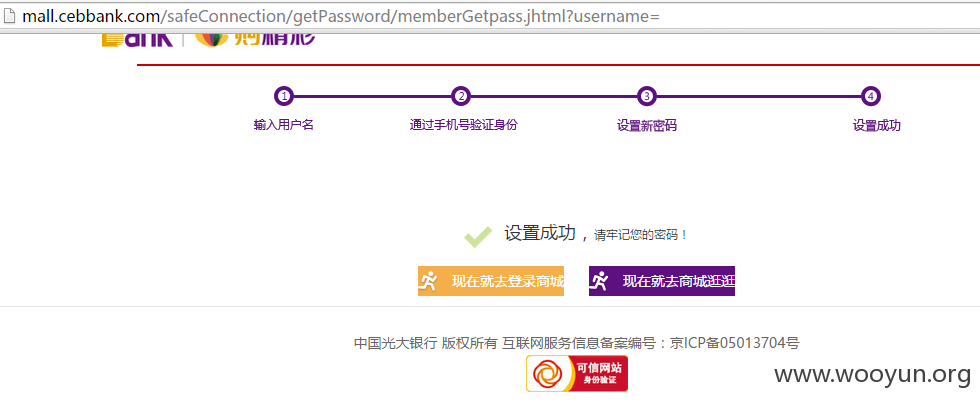 mall.cebbank.com/safeConnection/getPassword/memberGetpass.jhtml?username=
Bank 购精彩
1 2 3 4
输入用户名 通过手机号验证身份 设置新密码 设置成功
设置成功，请牢记您的密码！
现在就去登录商城 现在就去商城逛逛
中国光大银行 版权所有 互联网服务信息备案编号：京ICP备05013704号
可信网站
身份验证
www.wooyun.org